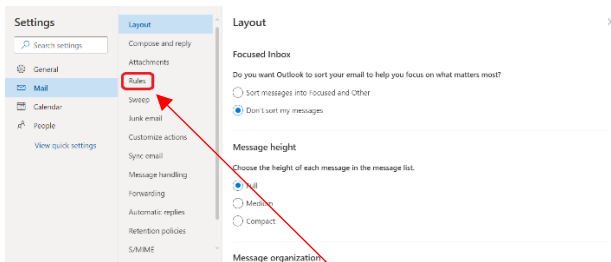 Settings
Search settings
General
Mail
Calendar
People
View quick settings
Layout
Compose and reply
Attachments
Rules
Sweep
Junk email
Customize actions
Sync email
Message handling
Forwarding
Automatic replies
Retention policies
S/MIME
Layout
Focused Inbox
Do you want Outlook to sort your email to help you focus on what matters most?
Sort messages into Focused and Other
Don't sort my messages
Message height
Choose the height of each message in the message list.
Full
Medium
Compact
Message organization